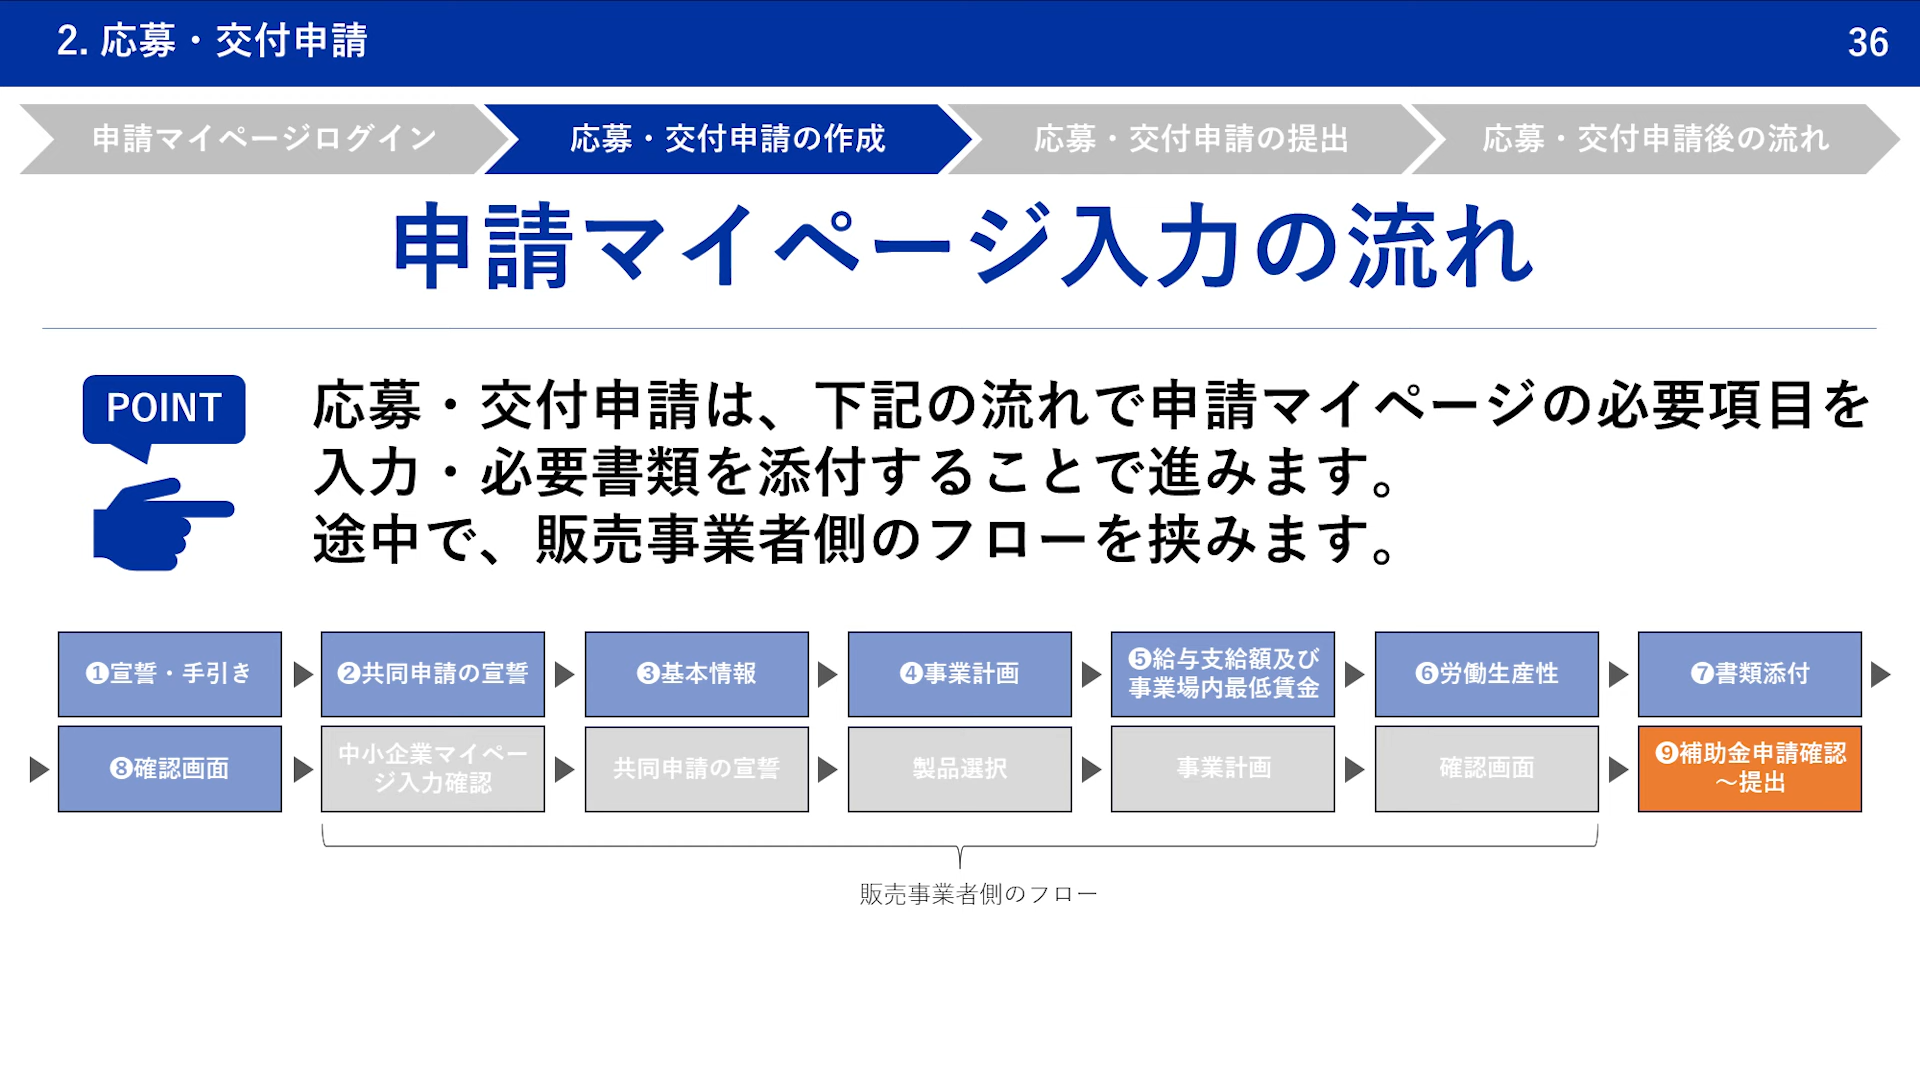 2. 応募・交付申請
36
申請マイページログイン
応募・交付申請の作成
応募・交付申請の提出
応募・交付申請後の流れ
申請マイページ入力の流れ
POINT
応募・交付申請は、下記の流れで申請マイページの必要項目を
入力・必要書類を添付することで進みます。
途中で、販売事業者側のフローを挟みます。
❶宣誓・手引き
❷共同申請の宣誓
❸基本情報
❹事業計画
❺給与支給額及び
事業場内最低賃金
❻労働生産性
❼書類添付
❽確認画面
中小企業マイペー
ジ入力確認
共同申請の宣誓
製品選択
事業計画
確認画面
❾補助金申請確認
～提出
販売事業者側のフロー